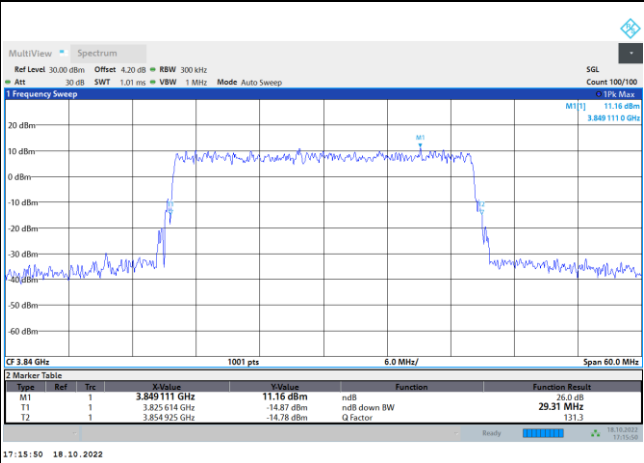 MultiView Spectrum
Ref Level 30.00 dBm Offset 4.20 dB RBW 300 kHz SGL
Att 30 dB SWT 1.01 ms VBW 1 MHz Mode Auto Sweep Count 100/100
1 Frequency Sweep 1Pk Max
M1[1] 11.16 dBm
3.849 111 0 GHz
M1
20 dBm
10 dBm
0 dBm
-10 dBm
-20 dBm
-30 dBm
-40 dBm
-50 dBm
-60 dBm
CF 3.84 GHz 1001 pts 6.0 MHz/ Span 60.0 MHz
2 Marker Table
Type Ref Trc X-Value Y-Value Function Function Result
M1 1 3.849 111 GHz 11.16 dBm ndB 26.0 dB
T1 1 3.825 614 GHz -14.87 dBm ndB down BW 29.31 MHz
T2 1 3.854 925 GHz -14.78 dBm Q Factor 131.3
Ready 18.10.2022
17:15:50
17:15:50 18.10.2022